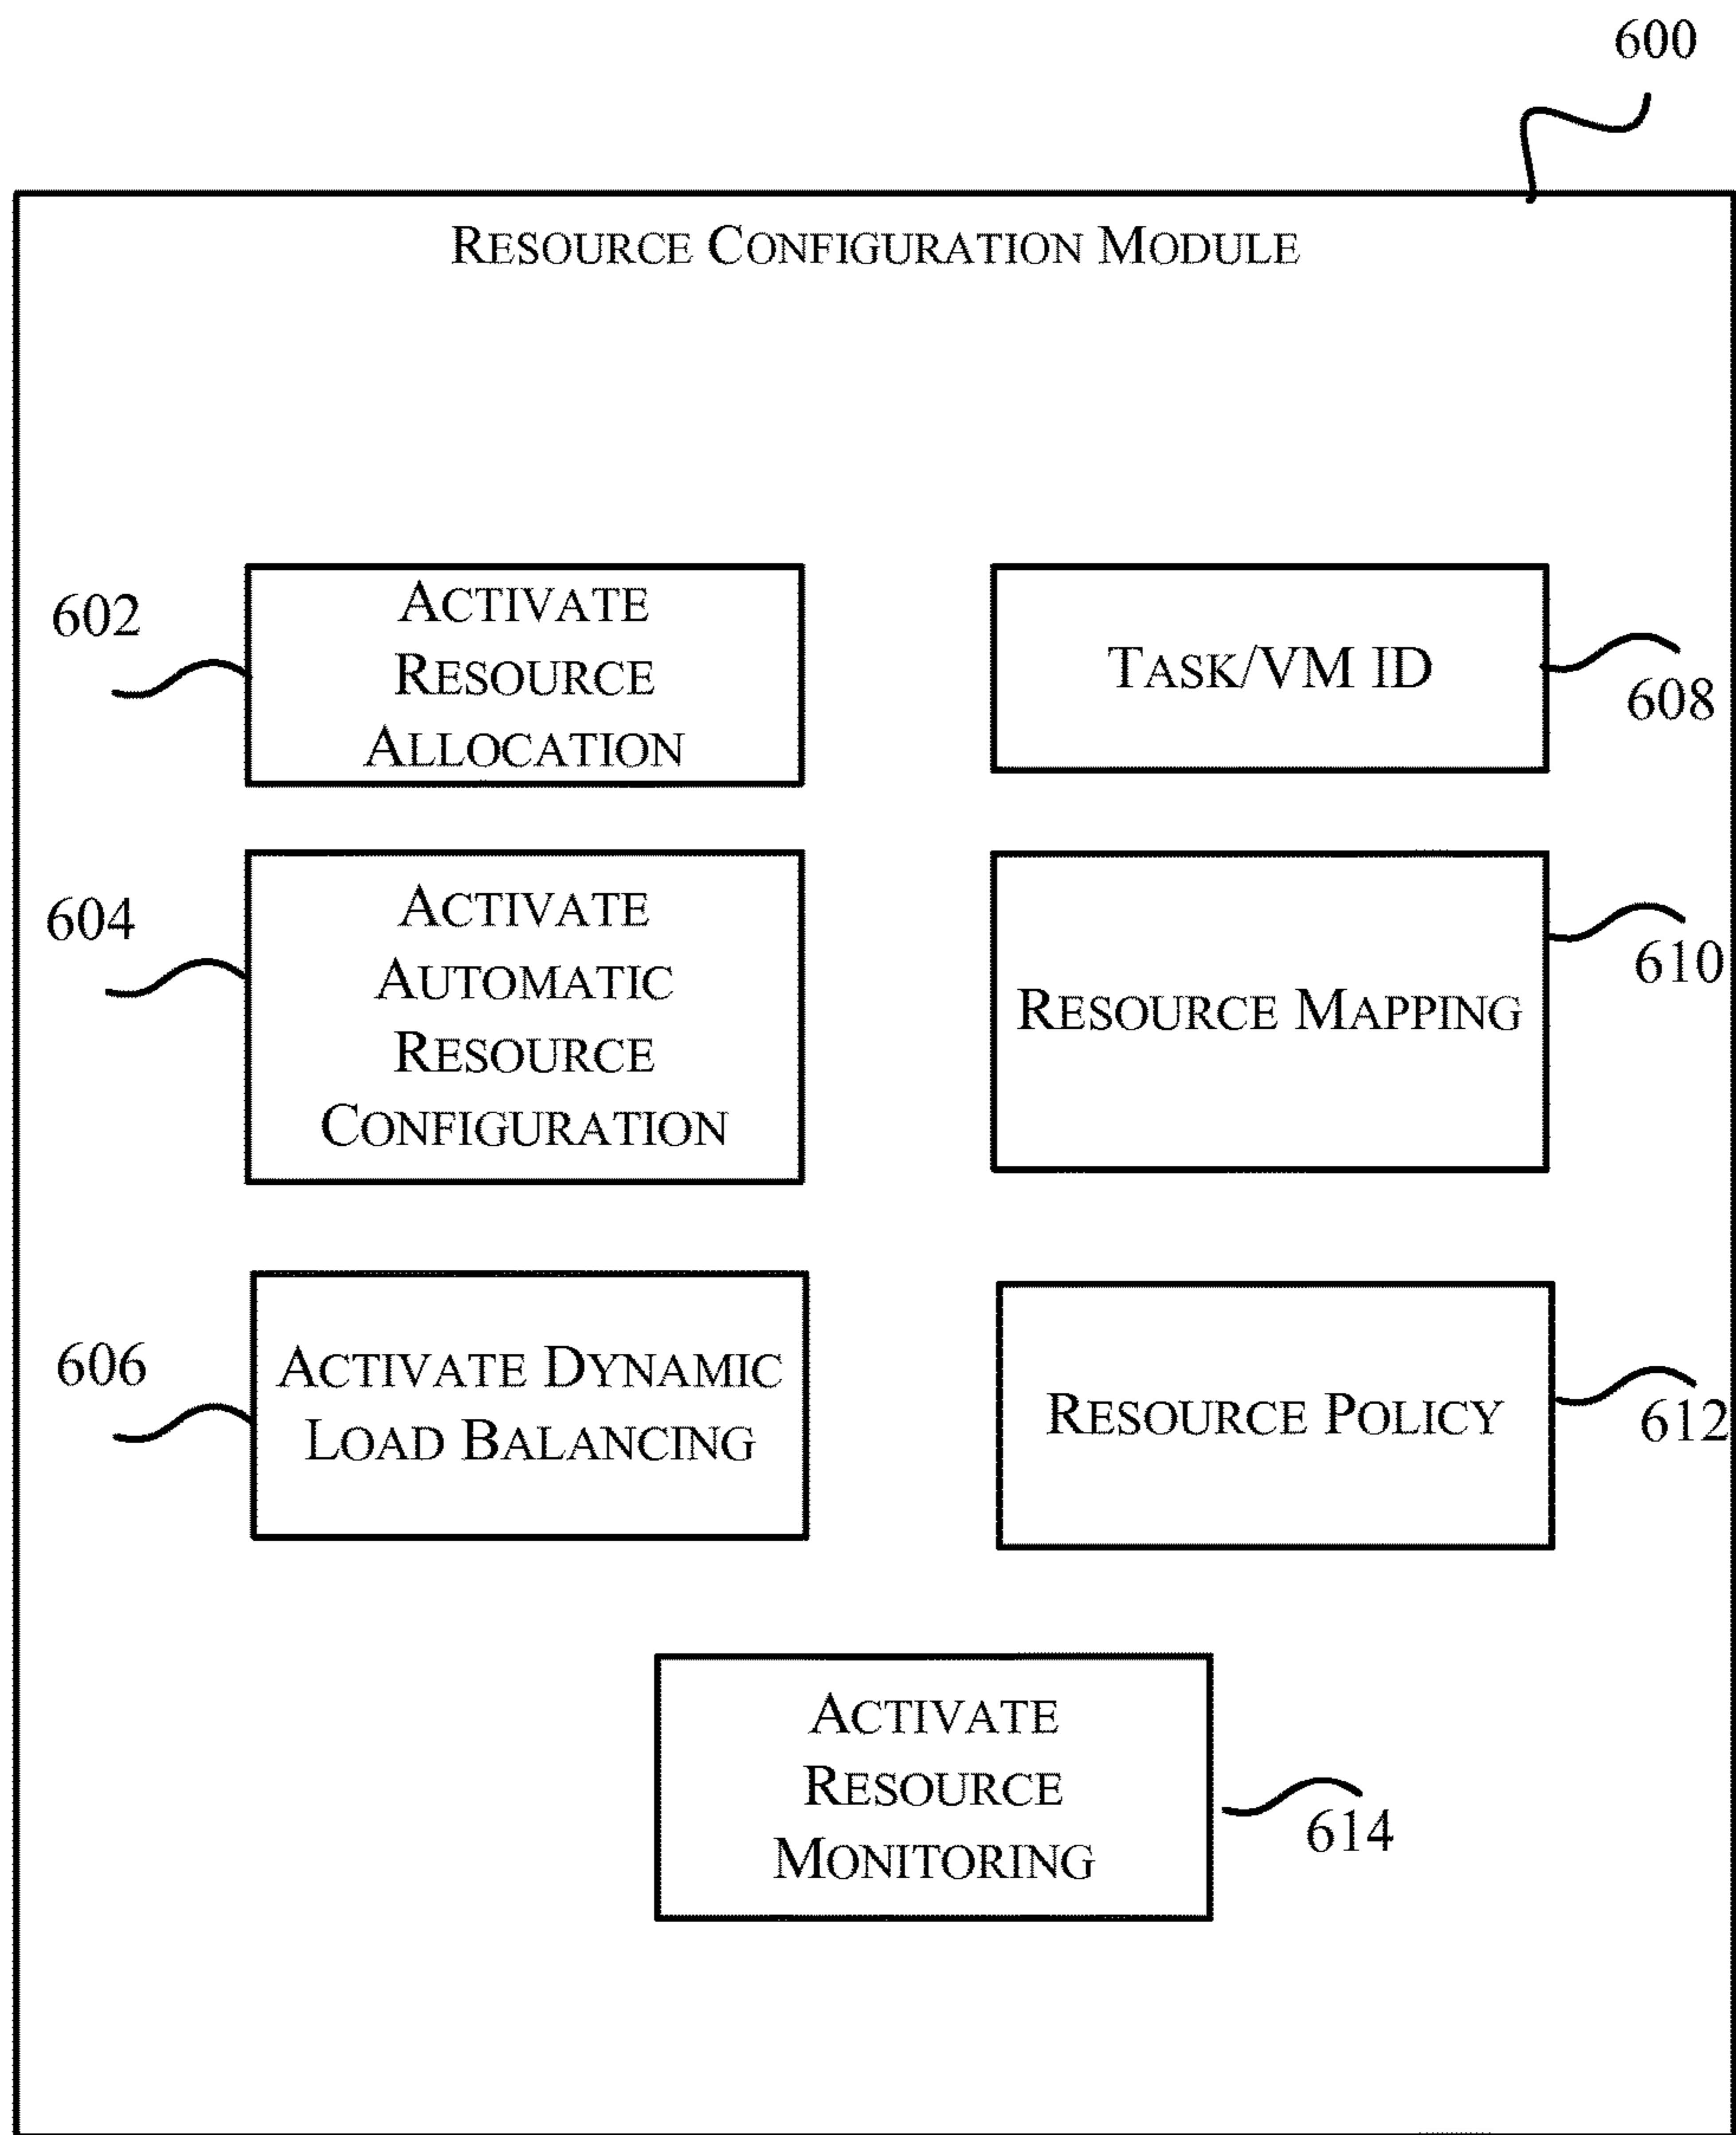 600
RESOURCE CONFIGURATION MODULE
602
ACTIVATE
RESOURCE
ALLOCATION
TASK/VM ID
608
604
ACTIVATE
AUTOMATIC
RESOURCE
CONFIGURATION
RESOURCE MAPPING
610
606
ACTIVATE DYNAMIC
LOAD BALANCING
RESOURCE POLICY
612
ACTIVATE
RESOURCE
MONITORING
614